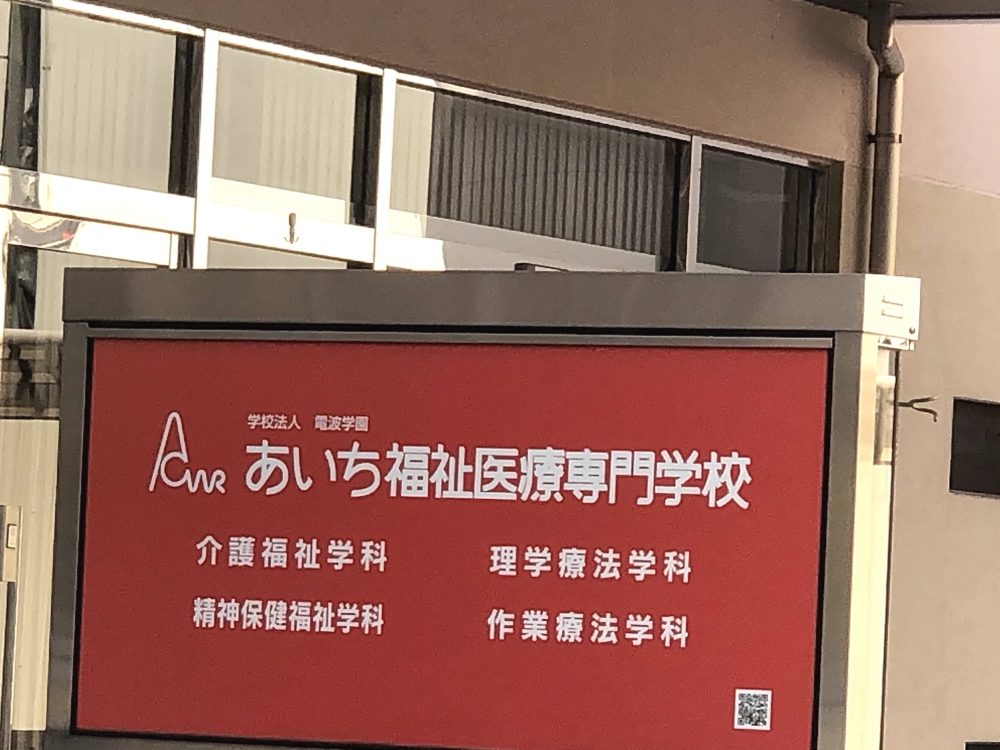 学校法人 電波学園
あいち福祉医療専門学校
介護福祉学科
理学療法学科
精神保健福祉学科
作業療法学科